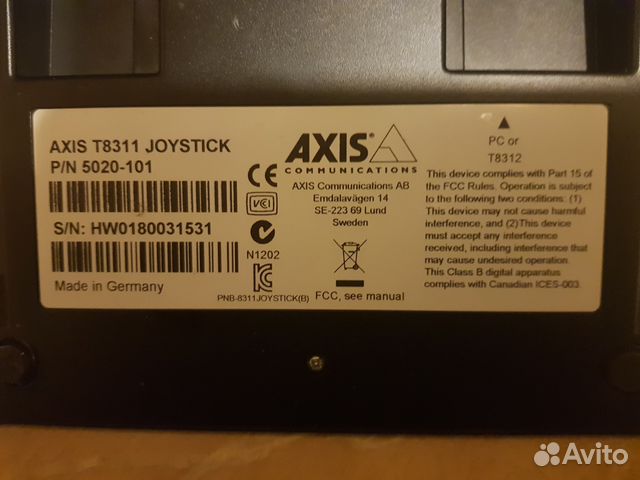 AXIS T8311 JOYSTICK
P/N 5020-101
S/N: HW0180031531
Made in Germany
CE
VCI
N1202
PNB-8311JOYSTICK(B)
AXIS
COMMUNICATIONS
AXIS Communications AB
Emdalavägen 14
SE-223 69 Lund
Sweden
FCC, see manual
PC or
T8312
This device complies with Part 15 of
the FCC Rules. Operation is subject
to the following two conditions: (1)
This device may not cause harmful
interference, and (2)This device
must accept any interference
received, including interference that
may cause undesired operation.
This Class B digital apparatus
complies with Canadian ICES-003.
Avito